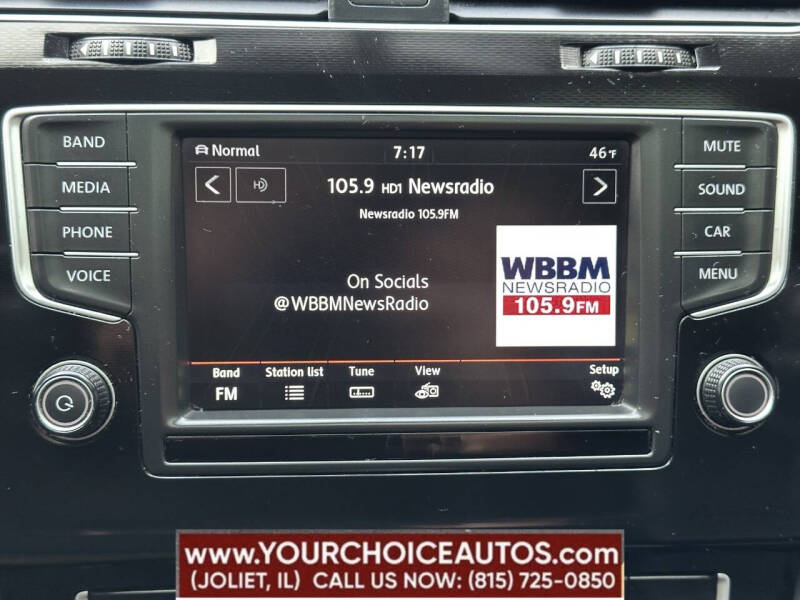 BAND
MEDIA
PHONE
VOICE
Normal 7:17 46°F
HD 105.9 HD1 Newsradio
Newsradio 105.9FM
On Socials
@WBBMNewsRadio
WBBM
NEWSRADIO
105.9FM
Band Station list Tune View Setup
FM
MUTE
SOUND
CAR
MENU
www.YOURCHOICEAUTOS.com
(JOLIET, IL) CALL US NOW: (815) 725-0850